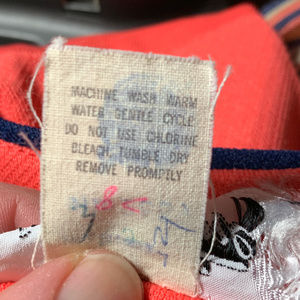 MACHINE WASH WARM
WATER GENTLE CYCLE
DO NOT USE CHLORINE
BLEACH TUMBLE DRY
REMOVE PROMPTLY